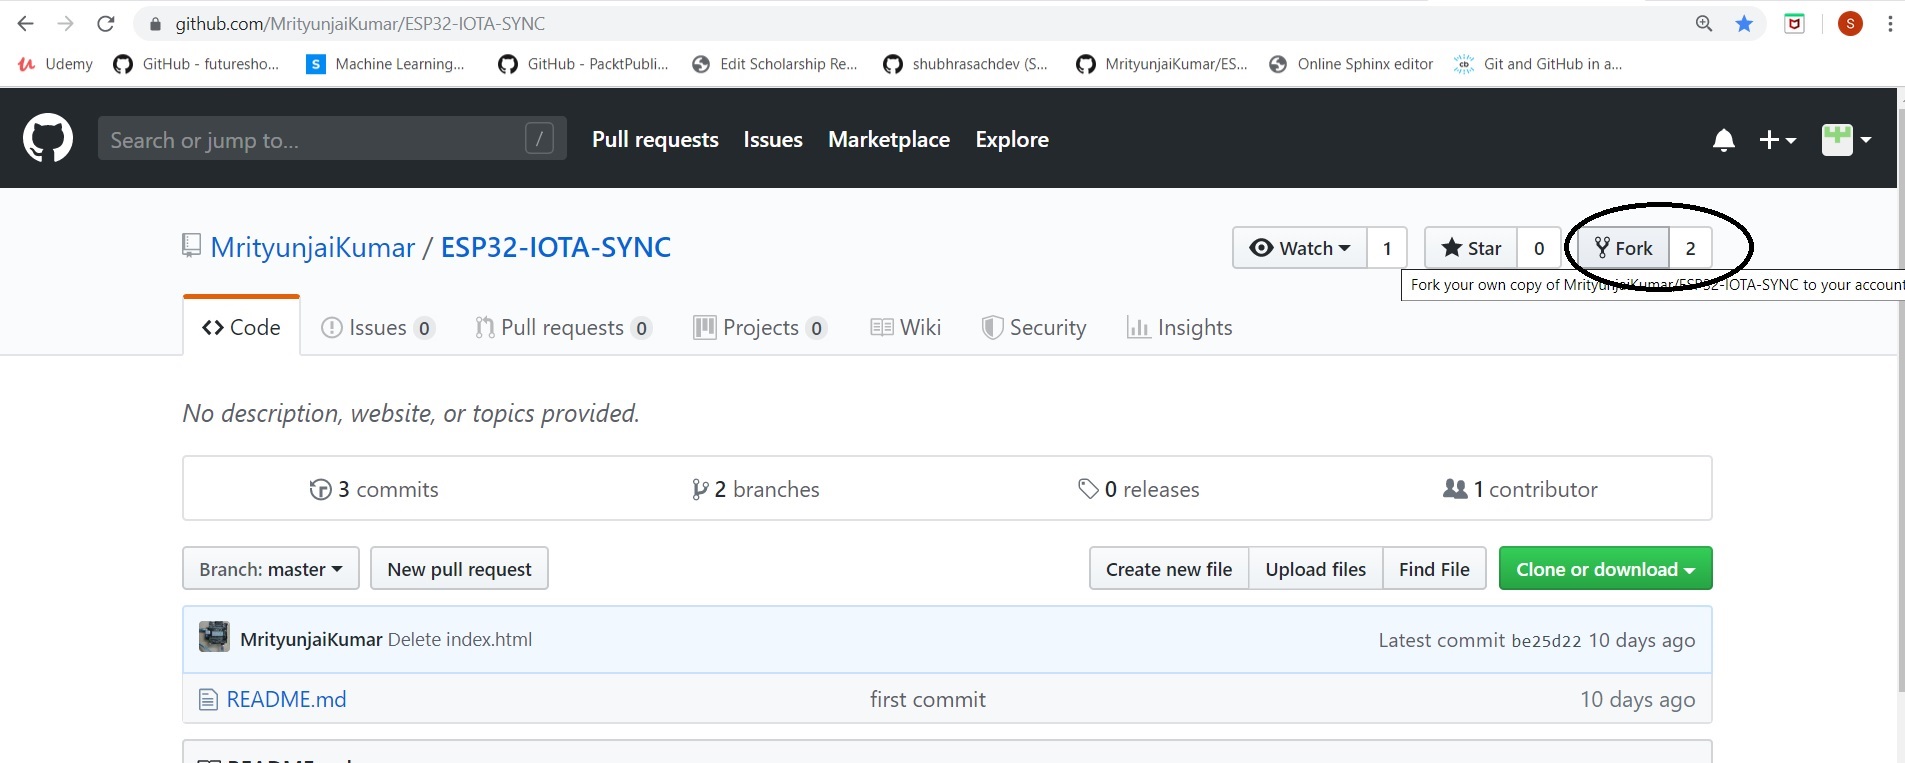 github.com/MrityunjaiKumar/ESP32-IOTA-SYNC
S
Udemy GitHub - futuresho... S Machine Learning... GitHub - PacktPubli... Edit Scholarship Re... shubhrasachdev (S... MrityunjaiKumar/ES... Online Sphinx editor cb Git and GitHub in a...
Search or jump to... / Pull requests Issues Marketplace Explore
MrityunjaiKumar / ESP32-IOTA-SYNC Watch 1 Star 0 Fork 2
Fork your own copy of MrityunjaiKumar/ESP32-IOTA-SYNC to your account
Code Issues 0 Pull requests 0 Projects 0 Wiki Security Insights
No description, website, or topics provided.
3 commits 2 branches 0 releases 1 contributor
Branch: master New pull request Create new file Upload files Find File Clone or download
MrityunjaiKumar Delete index.html Latest commit be25d22 10 days ago
README.md first commit 10 days ago